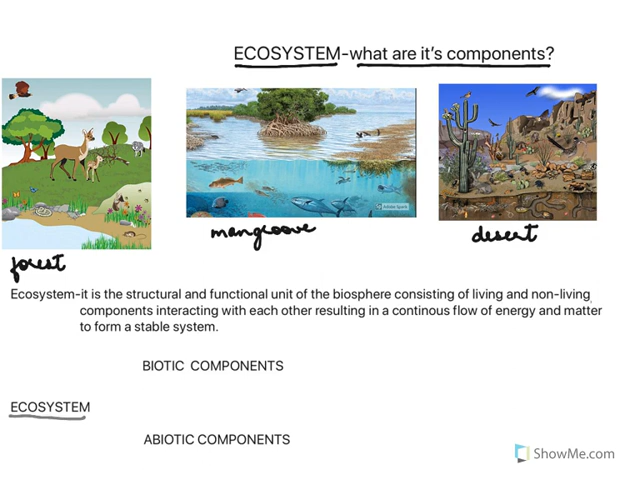 ECOSYSTEM-what are it's components?
Adobe Spark
mangroove
desert
forest
Ecosystem-it is the structural and functional unit of the biosphere consisting of living and non-living
components interacting with each other resulting in a continous flow of energy and matter
to form a stable system.
BIOTIC COMPONENTS
ECOSYSTEM
ABIOTIC COMPONENTS
ShowMe.com